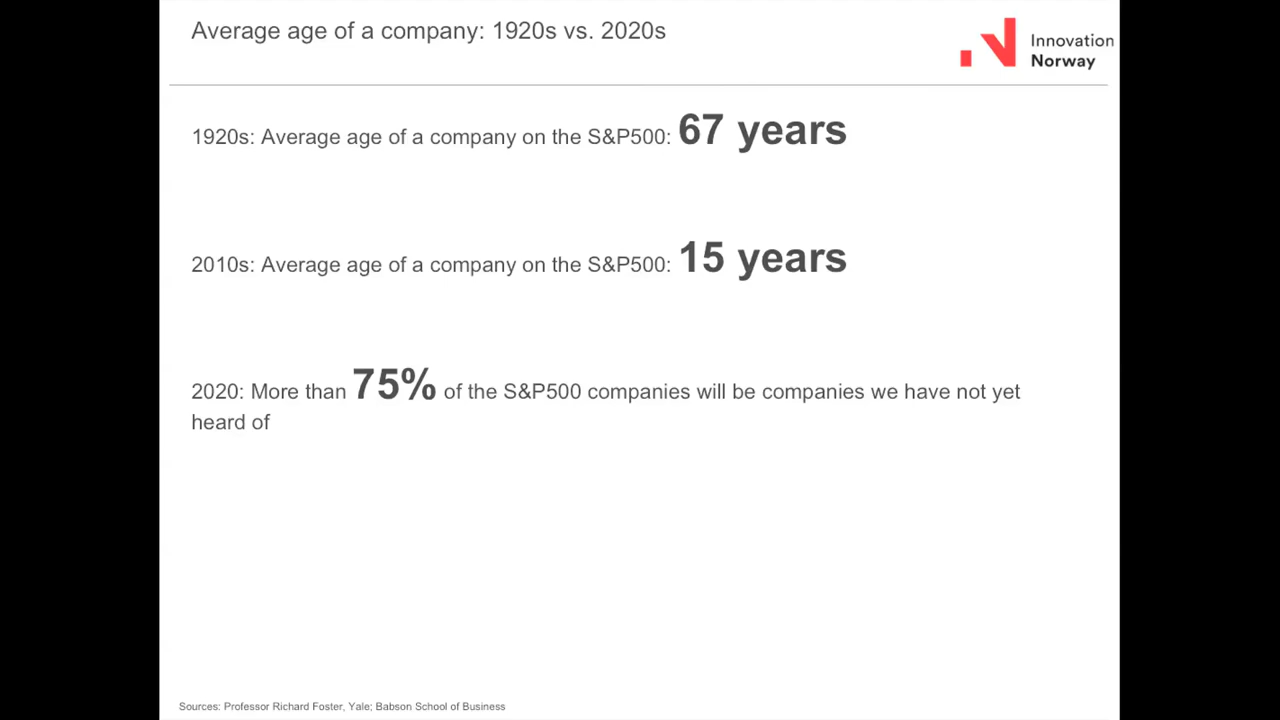 Average age of a company: 1920s vs. 2020s
Innovation
Norway
1920s: Average age of a company on the S&P500: 67 years
2010s: Average age of a company on the S&P500: 15 years
2020: More than 75% of the S&P500 companies will be companies we have not yet
heard of
Sources: Professor Richard Foster, Yale; Babson School of Business